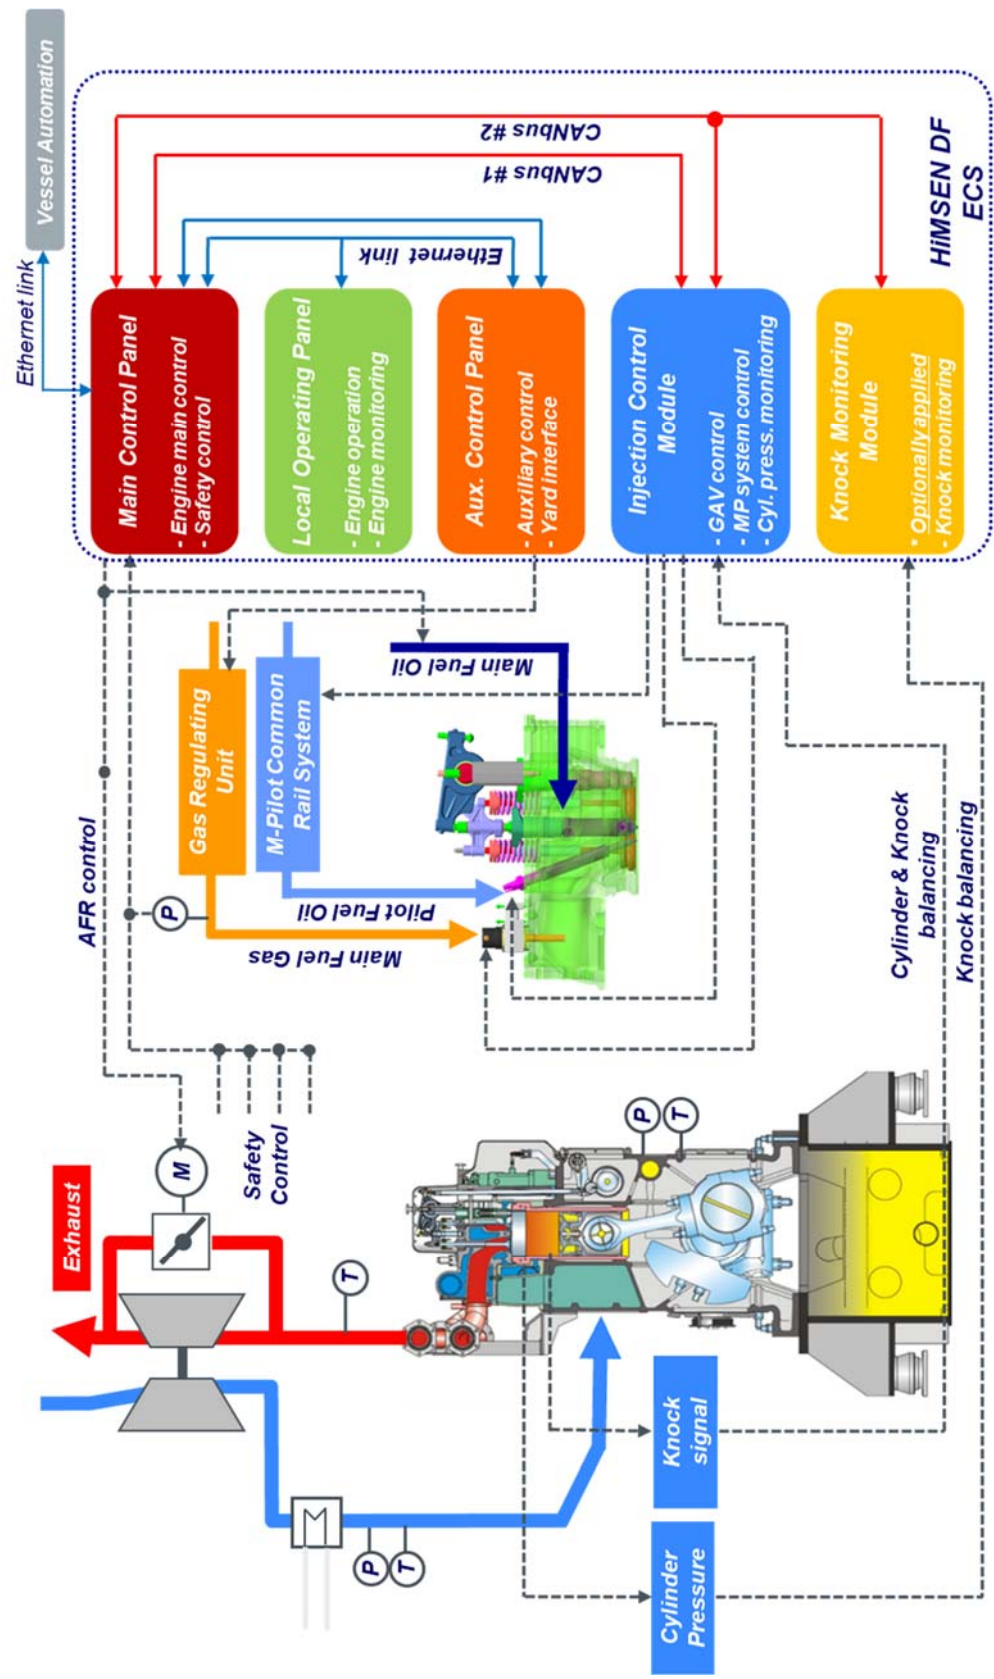 Vessel Automation
Ethernet link
Main Control Panel
- Engine main control
- Safety control
Local Operating Panel
- Engine operation
- Engine monitoring
Aux. Control Panel
- Auxiliary control
- Yard interface
Injection Control
Module
- GAV control
- MP system control
- Cyl. press. monitoring
Knock Monitoring
Module
* Optionally applied
- Knock monitoring
Ethernet link
CANbus #1
CANbus #2
HiMSEN DF
ECS
AFR control
Gas Regulating
Unit
M-Pilot Common
Rail System
P
Main Fuel Gas
Pilot Fuel Oil
Main Fuel Oil
Cylinder & Knock
balancing
Knock balancing
Exhaust
M
Safety
Control
T
P
T
P
T
Knock
signal
Cylinder
Pressure